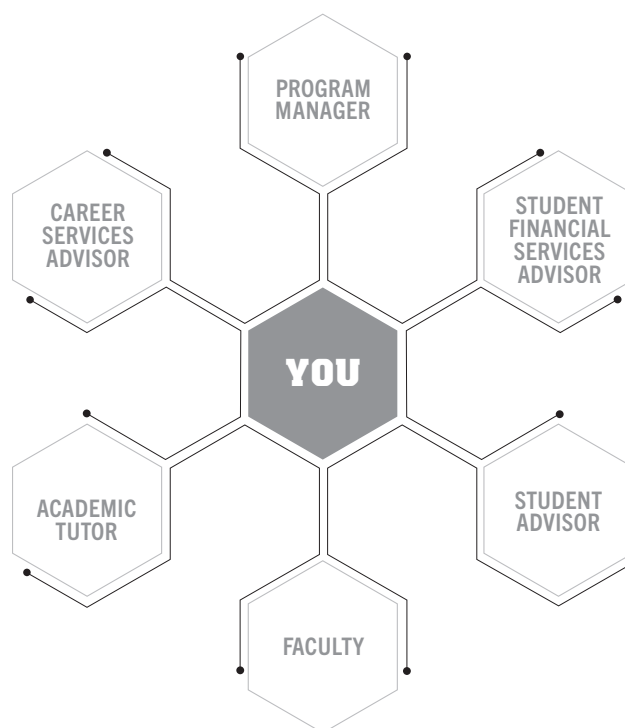 PROGRAM
MANAGER
CAREER
SERVICES
ADVISOR
STUDENT
FINANCIAL
SERVICES
ADVISOR
YOU
ACADEMIC
TUTOR
STUDENT
ADVISOR
FACULTY